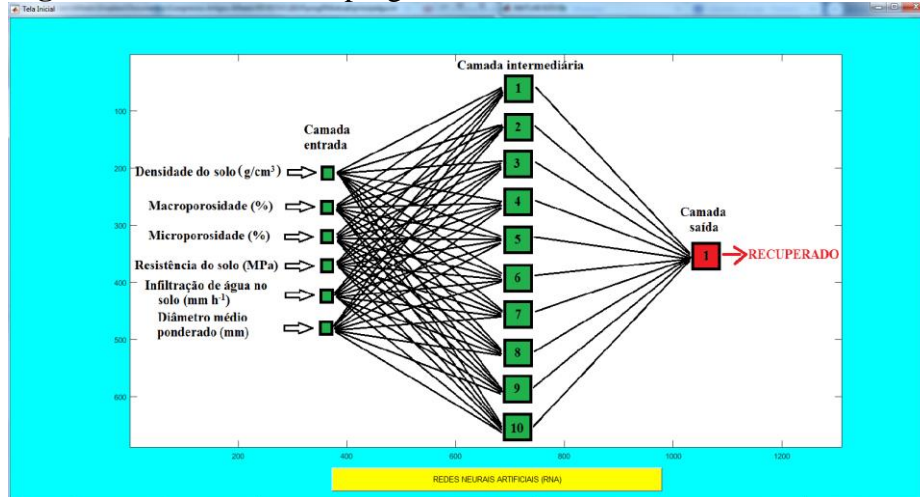 Tela Inicial
Camada intermediária
Camada
entrada
Densidade do solo (g/cm³)
Macroporosidade (%)
Microporosidade (%)
Resistência do solo (MPa)
Infiltração de água no
solo (mm h⁻¹)
Diâmetro médio
ponderado (mm)
1
2
3
4
5
6
7
8
9
10
Camada
saída
1
RECUPERADO
100
200
300
400
500
600
200
400
600
800
1000
1200
REDES NEURAIS ARTIFICIAIS (RNA)